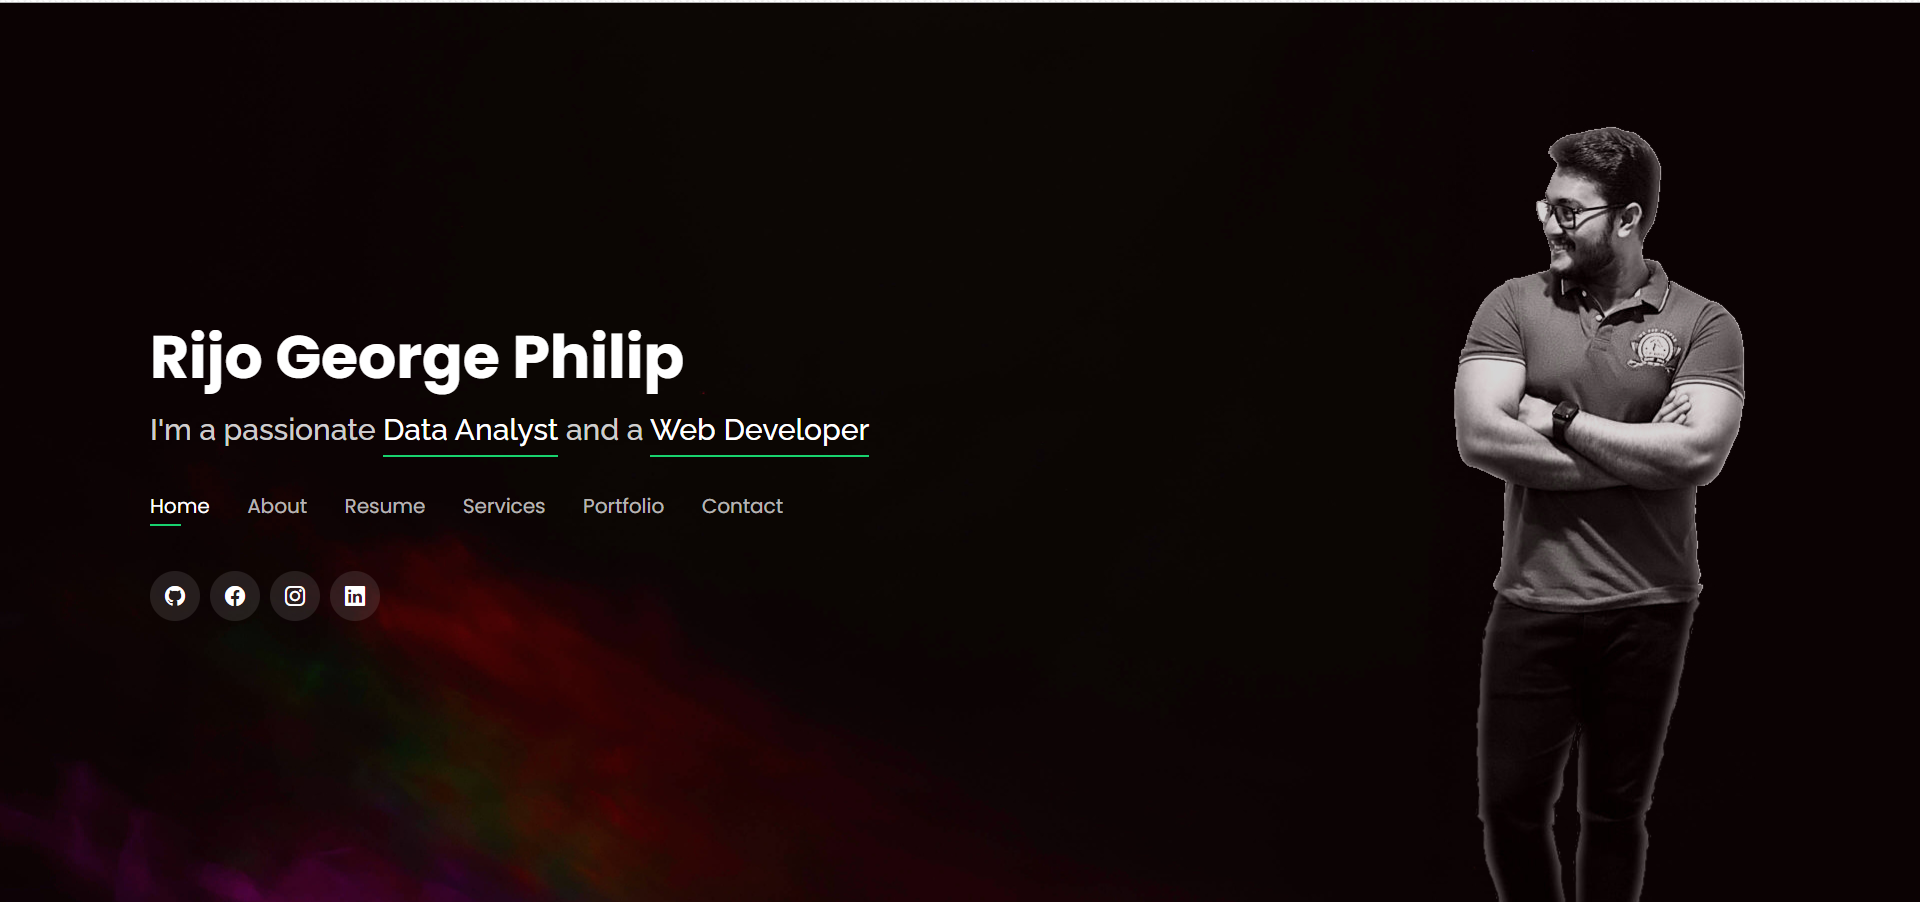 Rijo George Philip
I'm a passionate Data Analyst and a Web Developer
Home About Resume Services Portfolio Contact